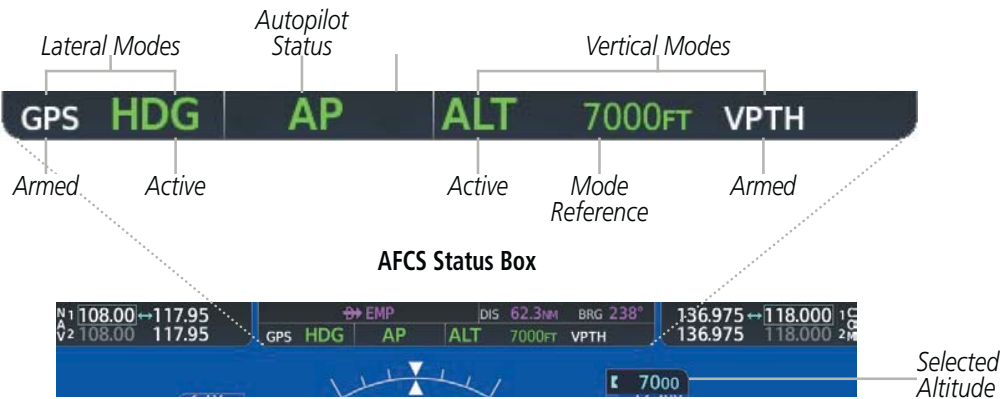 Autopilot
Lateral Modes Status Vertical Modes
GPS HDG AP ALT 7000FT VPTH
Armed Active Active Mode Armed
Reference
AFCS Status Box
N 1 108.00↔117.95 EMP DIS 62.3NM BRG 238° 136.975↔118.000 1 C
A O
V 2 108.00 117.95 GPS HDG AP ALT 7000FT VPTH 136.975 118.000 2 M
Selected
7000
Altitude